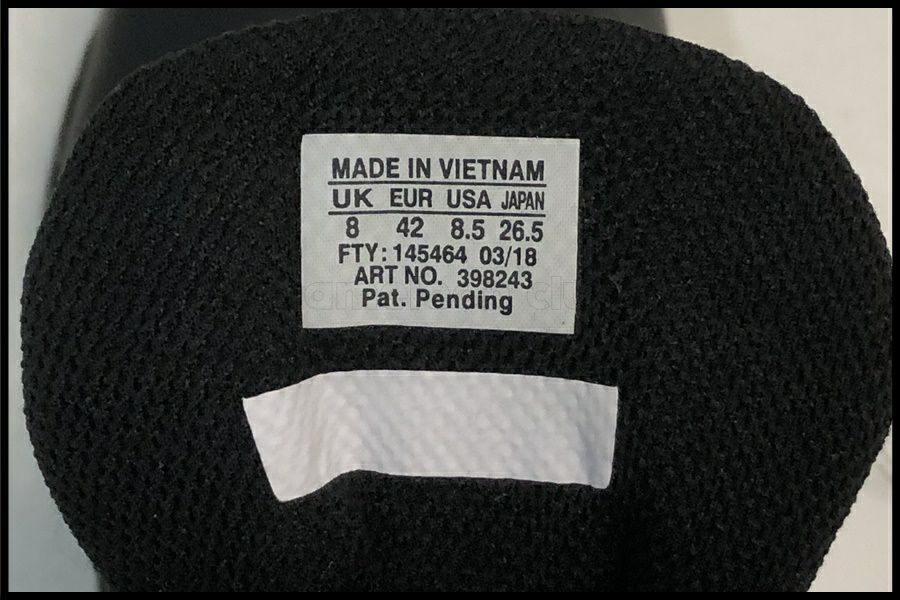 MADE IN VIETNAM
UK EUR USA JAPAN
8 42 8.5 26.5
FTY: 145464 03/18
ART NO. 398243
Pat. Pending